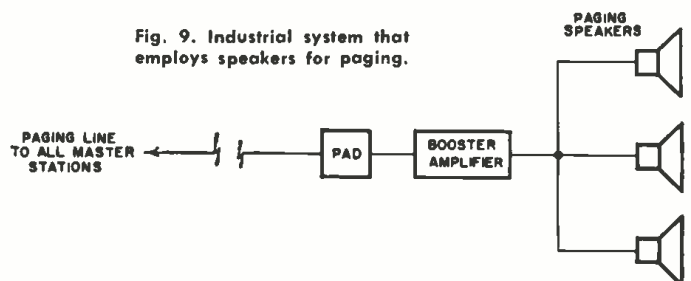 Fig. 9. Industrial system that
employs speakers for paging.
PAGING
SPEAKERS
PAGING LINE
TO ALL MASTER
STATIONS
PAD
BOOSTER
AMPLIFIER